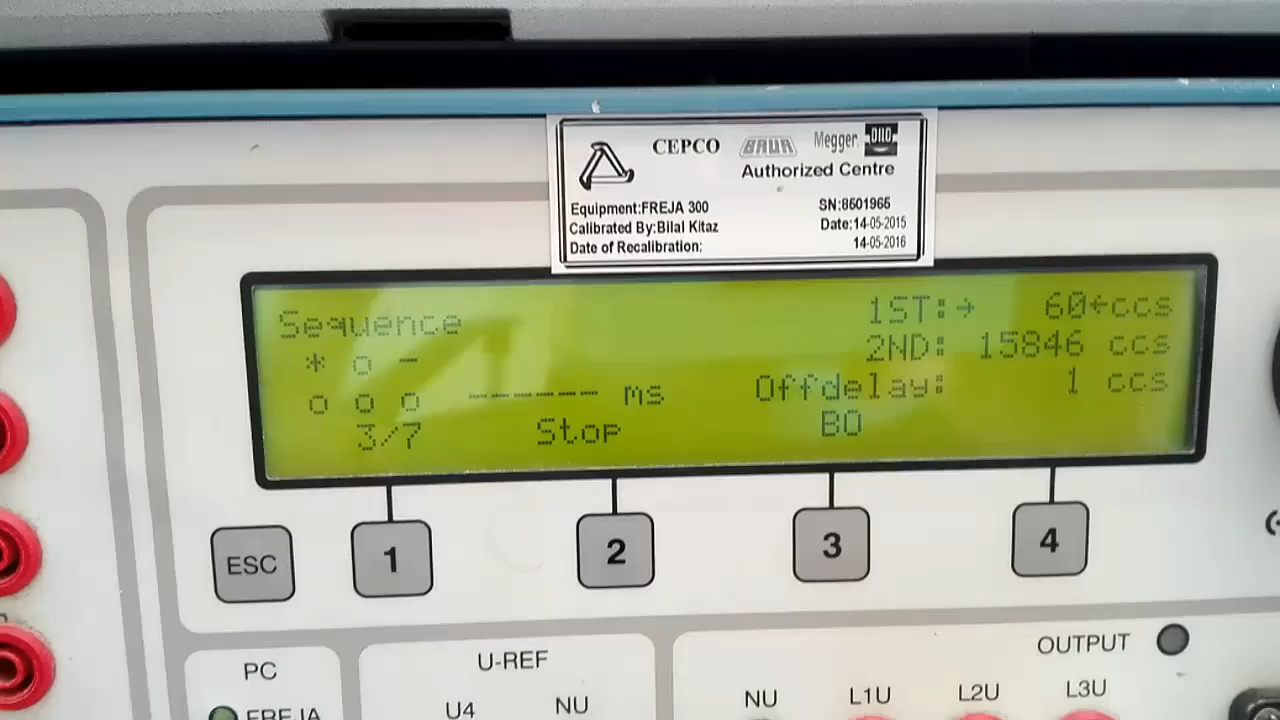 CEPCO BAUR Megger. DILO
Authorized Centre
Equipment:FREJA 300 SN:8601965
Calibrated By:Bilal Kitaz Date:14-05-2015
Date of Recalibration: 14-05-2016
Sequence 1ST:→ 60←ccs
* o - 2ND: 15846 ccs
o o o ------ ms Offdelay: 1 ccs
3/7 Stop BO
ESC 1 2 3 4
OUTPUT
PC U-REF
FREJA U4 NU NU L1U L2U L3U